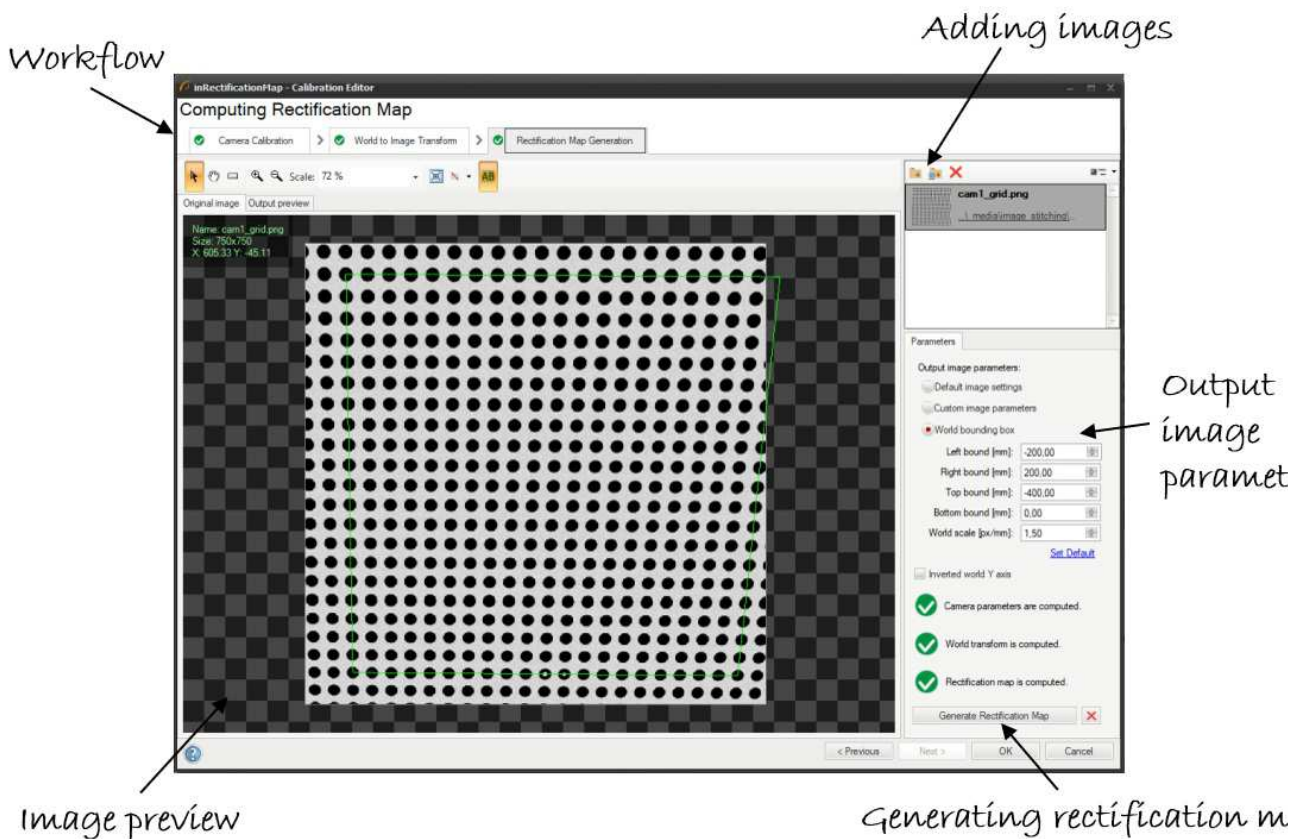 Adding images
Workflow
inRectificationMap - Calibration Editor
Computing Rectification Map
Camera Calibration > World to Image Transform > Rectification Map Generation
Scale: 72 %
AB
Original image Output preview
Name: cam1_grid.png
Size: 750x750
X: 605.33 Y: -45.11
cam1_grid.png
...\_media\image_stitching\...
Parameters
Output image parameters:
Default image settings
Custom image parameters
World bounding box
Left bound [mm]: -200,00
Right bound [mm]: 200,00
Top bound [mm]: -400,00
Bottom bound [mm]: 0,00
World scale [px/mm]: 1,50
Set Default
Inverted world Y axis
Camera parameters are computed.
World transform is computed.
Rectification map is computed.
Generate Rectification Map
Output
image
paramet
< Previous Next > OK Cancel
Image preview
Generating rectification m